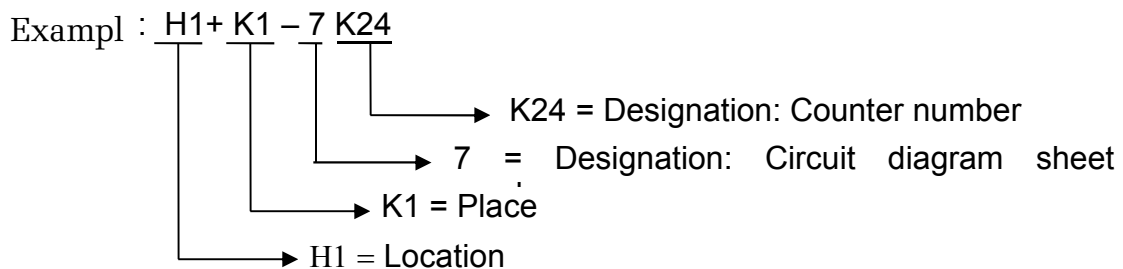 Exampl : H1+ K1 – 7 K24
K24 = Designation: Counter number
7 = Designation: Circuit diagram sheet
K1 = Place
H1 = Location